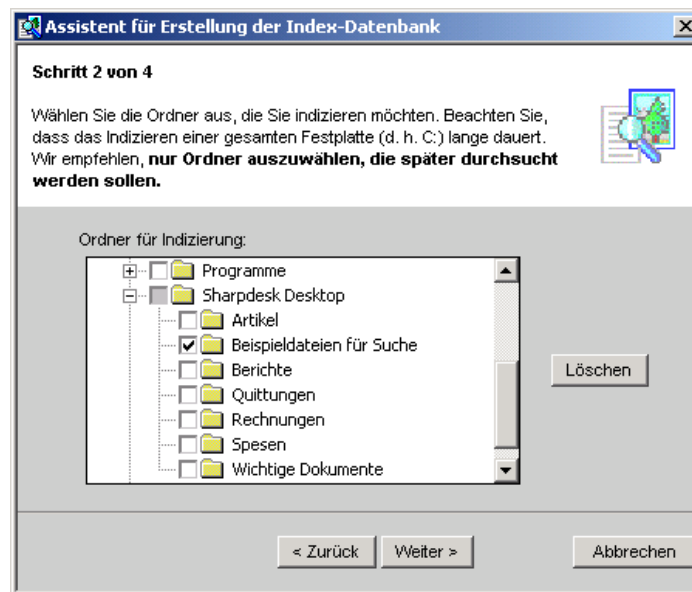 Assistent für Erstellung der Index-Datenbank
Schritt 2 von 4
Wählen Sie die Ordner aus, die Sie indizieren möchten. Beachten Sie,
dass das Indizieren einer gesamten Festplatte (d. h. C:) lange dauert.
Wir empfehlen, nur Ordner auszuwählen, die später durchsucht
werden sollen.
Ordner für Indizierung:
Programme
Sharpdesk Desktop
Artikel
Beispieldateien für Suche
Berichte
Löschen
Quittungen
Rechnungen
Spesen
Wichtige Dokumente
< Zurück
Weiter >
Abbrechen